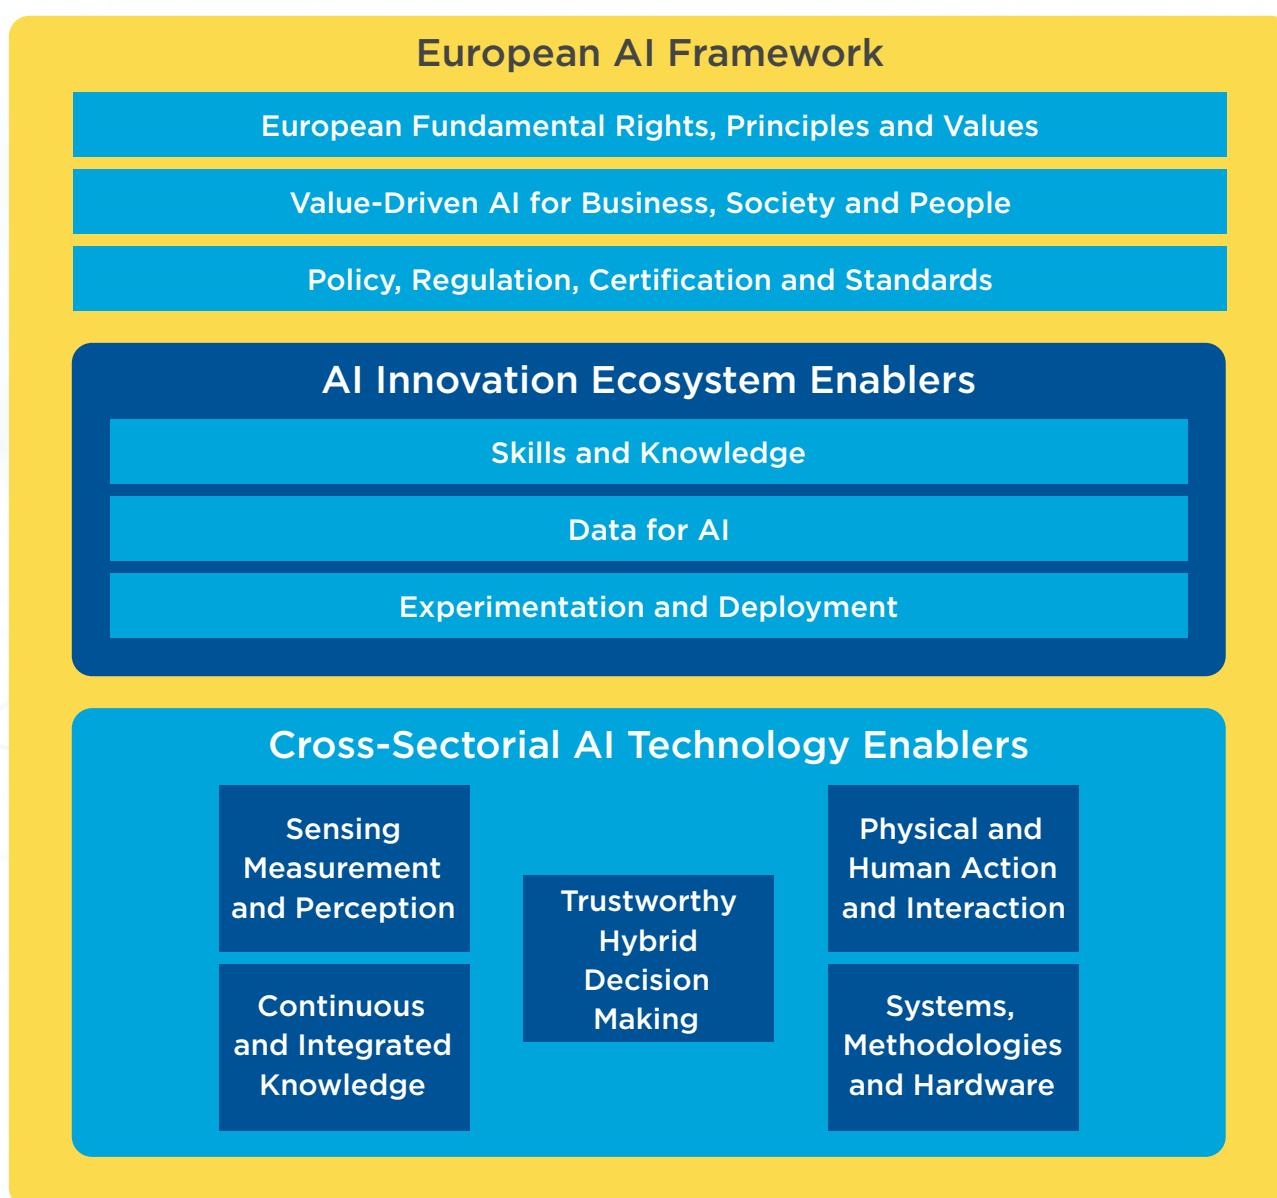 European AI Framework
European Fundamental Rights, Principles and Values
Value-Driven AI for Business, Society and People
Policy, Regulation, Certification and Standards
AI Innovation Ecosystem Enablers
Skills and Knowledge
Data for AI
Experimentation and Deployment
Cross-Sectorial AI Technology Enablers
Sensing
Measurement
and Perception
Continuous
and Integrated
Knowledge
Trustworthy
Hybrid
Decision
Making
Physical and
Human Action
and Interaction
Systems,
Methodologies
and Hardware